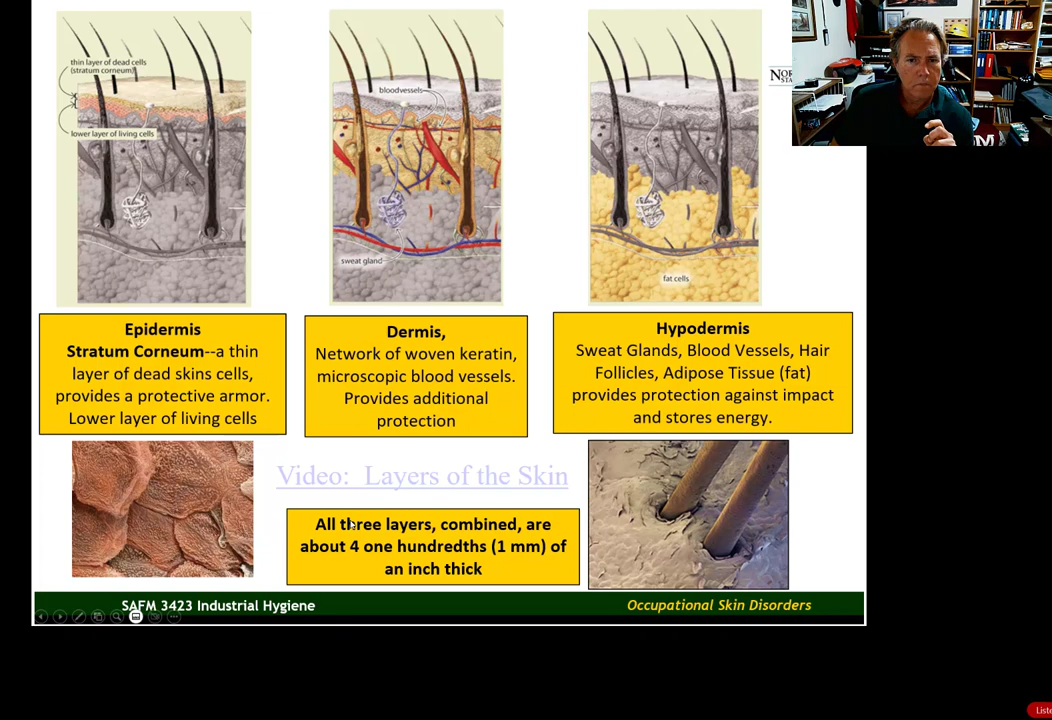 thin layer of dead cells
(stratum corneum)
lower layer of living cells
blood vessels
sweat gland
fat cells
Epidermis
Stratum Corneum--a thin
layer of dead skins cells,
provides a protective armor.
Lower layer of living cells
Dermis,
Network of woven keratin,
microscopic blood vessels.
Provides additional
protection
Hypodermis
Sweat Glands, Blood Vessels, Hair
Follicles, Adipose Tissue (fat)
provides protection against impact
and stores energy.
Video: Layers of the Skin
All three layers, combined, are
about 4 one hundredths (1 mm) of
an inch thick
SAFM 3423 Industrial Hygiene
Occupational Skin Disorders